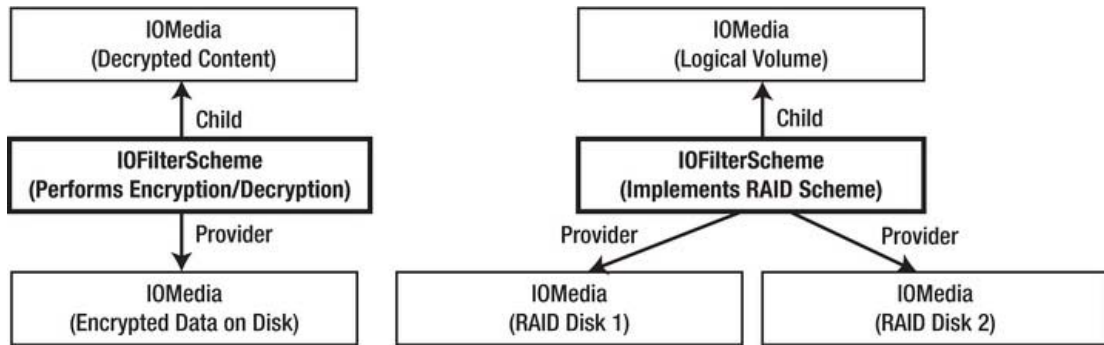 IOMedia
(Decrypted Content)
Child
IOFilterScheme
(Performs Encryption/Decryption)
Provider
IOMedia
(Encrypted Data on Disk)
IOMedia
(Logical Volume)
Child
IOFilterScheme
(Implements RAID Scheme)
Provider
Provider
IOMedia
(RAID Disk 1)
IOMedia
(RAID Disk 2)